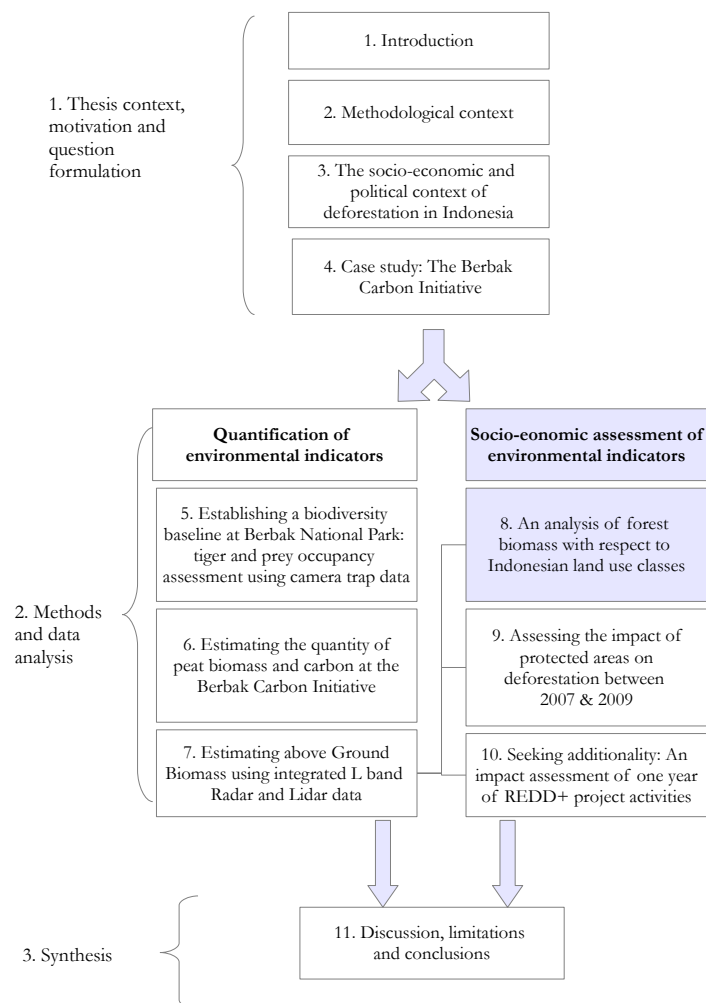 1. Introduction
1. Thesis context,
motivation and
question
formulation
2. Methodological context
3. The socio-economic and
political context of
deforestation in Indonesia
4. Case study: The Berbak
Carbon Initiative
Quantification of
environmental indicators
Socio-eonomic assessment of
environmental indicators
2. Methods
and data
analysis
5. Establishing a biodiversity
baseline at Berbak National Park:
tiger and prey occupancy
assessment using camera trap data
6. Estimating the quantity of
peat biomass and carbon at the
Berbak Carbon Initiative
7. Estimating above Ground
Biomass using integrated L band
Radar and Lidar data
8. An analysis of forest
biomass with respect to
Indonesian land use classes
9. Assessing the impact of
protected areas on
deforestation between
2007 & 2009
10. Seeking additionality: An
impact assessment of one year
of REDD+ project activities
3. Synthesis
11. Discussion, limitations
and conclusions